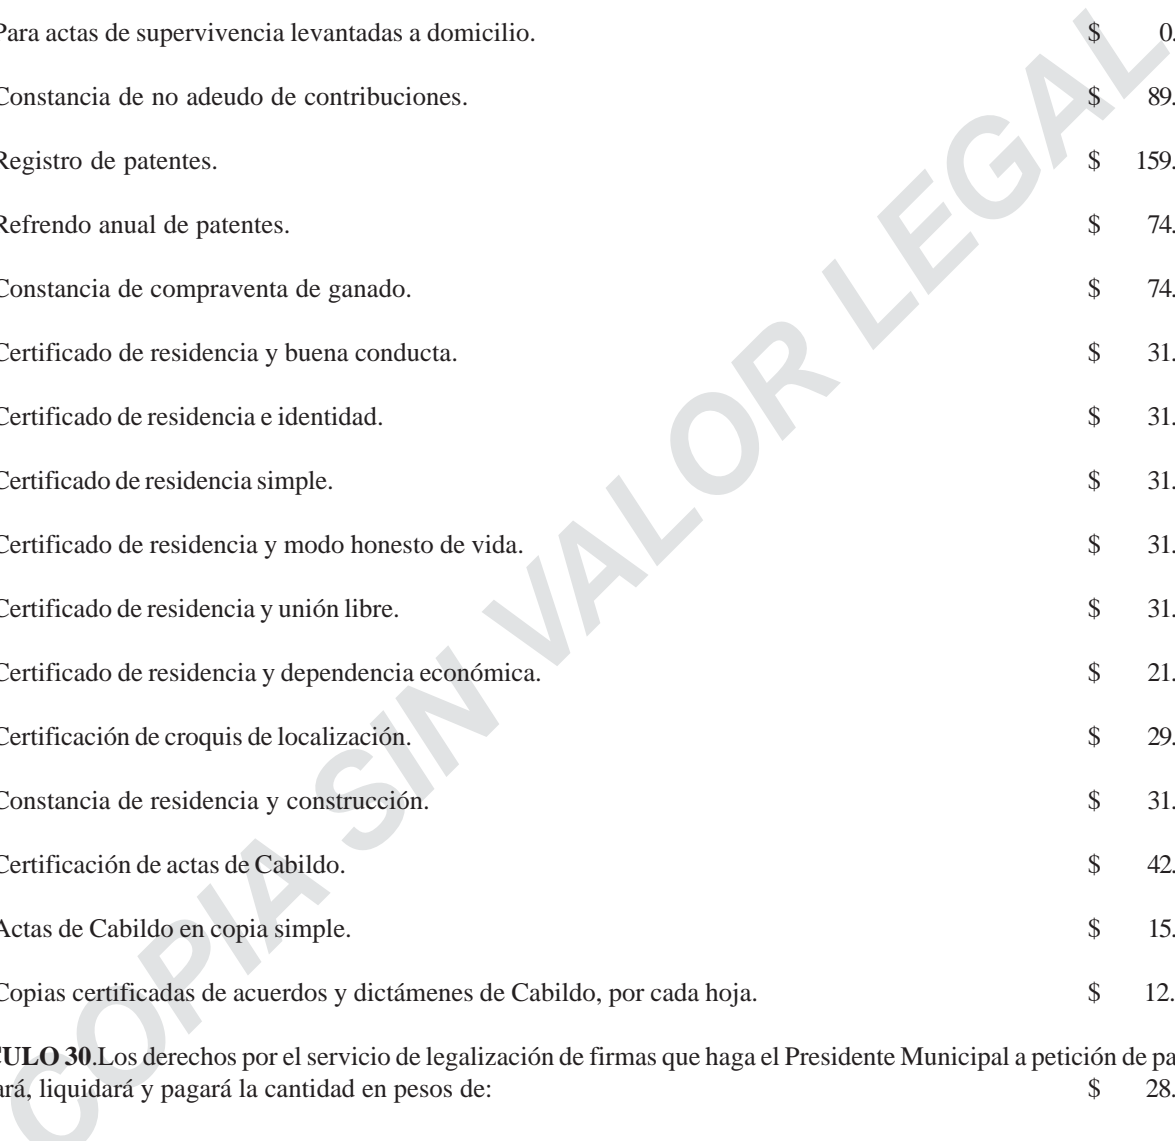 Para actas de supervivencia levantadas a domicilio. $ 0.
Constancia de no adeudo de contribuciones. $ 89.
Registro de patentes. $ 159.
Refrendo anual de patentes. $ 74.
Constancia de compraventa de ganado. $ 74.
Certificado de residencia y buena conducta. $ 31.
Certificado de residencia e identidad. $ 31.
Certificado de residencia simple. $ 31.
Certificado de residencia y modo honesto de vida. $ 31.
Certificado de residencia y unión libre. $ 31.
Certificado de residencia y dependencia económica. $ 21.
Certificación de croquis de localización. $ 29.
Constancia de residencia y construcción. $ 31.
Certificación de actas de Cabildo. $ 42.
Actas de Cabildo en copia simple. $ 15.
Copias certificadas de acuerdos y dictámenes de Cabildo, por cada hoja. $ 12.
CULO 30.Los derechos por el servicio de legalización de firmas que haga el Presidente Municipal a petición de pa
ará, liquidará y pagará la cantidad en pesos de: $ 28.
COPIA SIN VALOR LEGAL